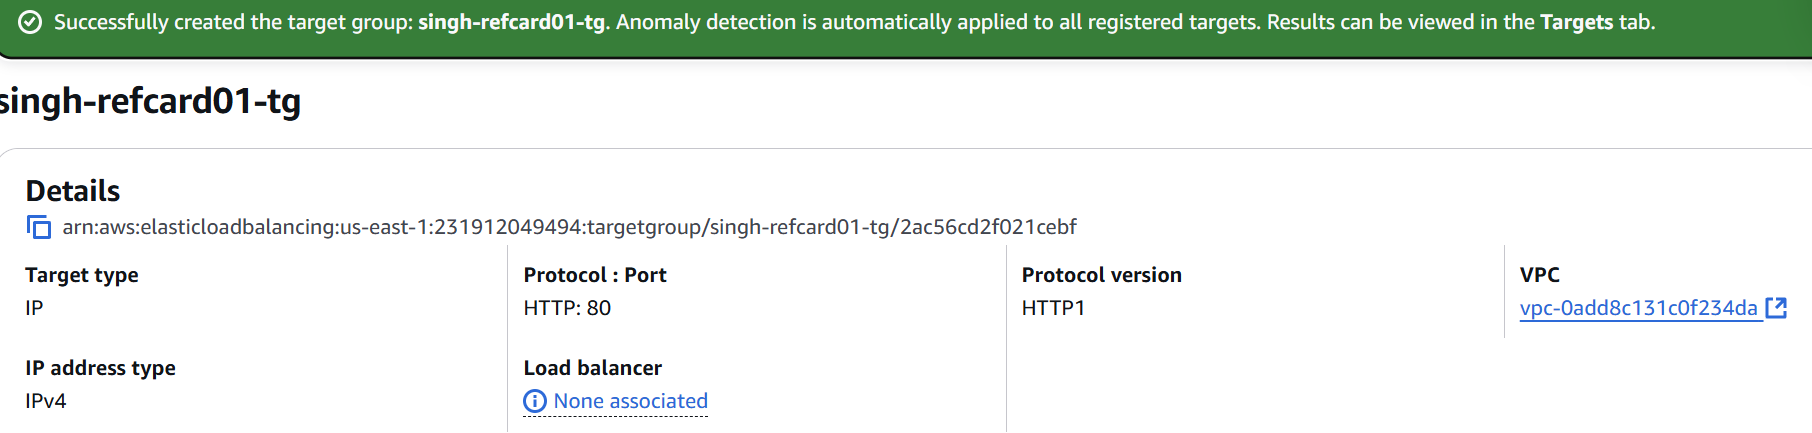 Successfully created the target group: singh-refcard01-tg. Anomaly detection is automatically applied to all registered targets. Results can be viewed in the Targets tab.
singh-refcard01-tg
Details
arn:aws:elasticloadbalancing:us-east-1:231912049494:targetgroup/singh-refcard01-tg/2ac56cd2f021cebf
Target type
IP
Protocol : Port
HTTP: 80
Protocol version
HTTP1
VPC
vpc-0add8c131c0f234da
IP address type
IPv4
Load balancer
None associated